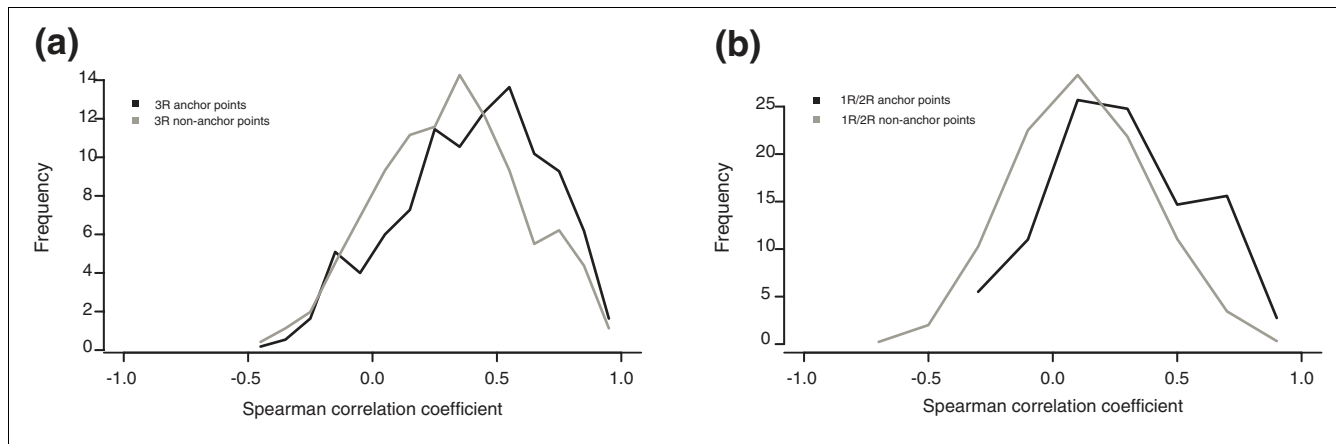 (a)
14
12
10
8
6
4
2
0
Frequency
3R anchor points
3R non-anchor points
-1.0 -0.5 0.0 0.5 1.0
Spearman correlation coefficient
(b)
25
20
15
10
5
0
Frequency
1R/2R anchor points
1R/2R non-anchor points
-1.0 -0.5 0.0 0.5 1.0
Spearman correlation coefficient